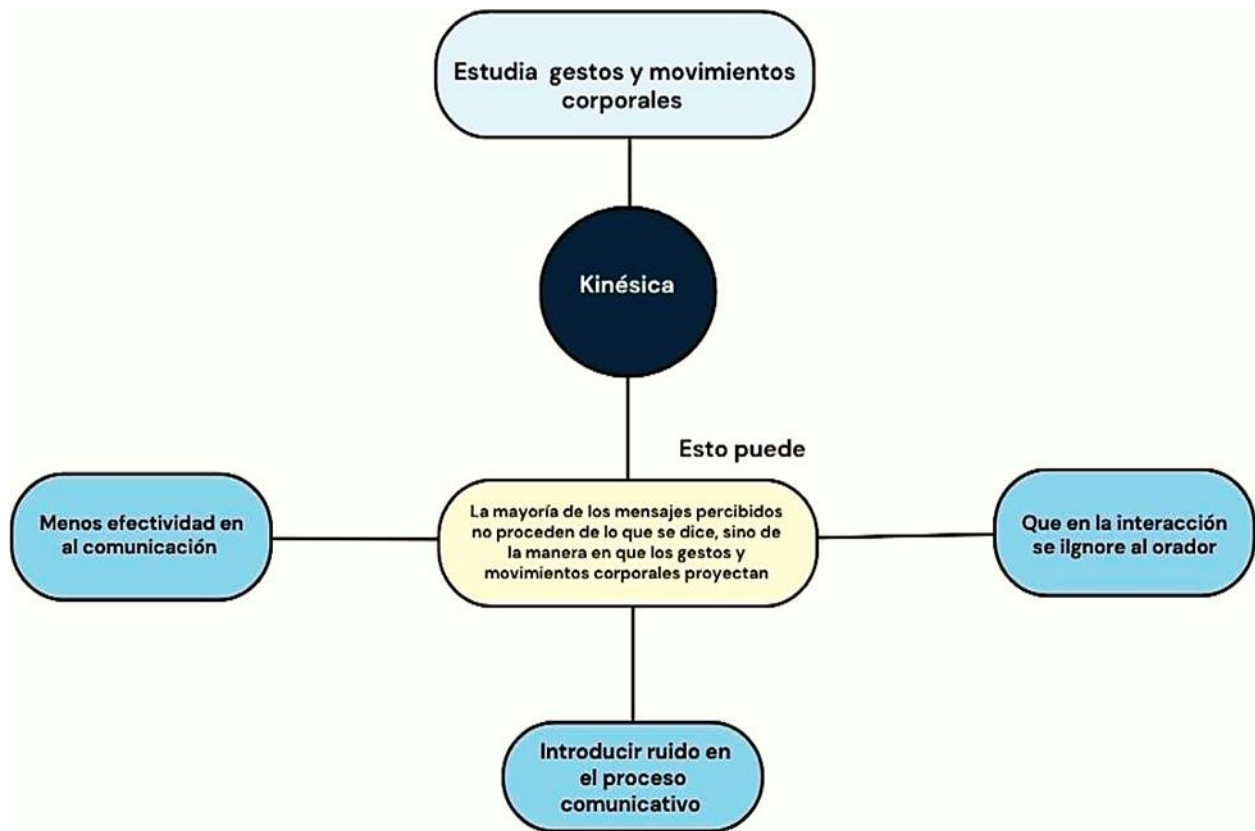 Estudia gestos y movimientos
corporales
Kinésica
Esto puede
Menos efectividad en
al comunicación
La mayoría de los mensajes percibidos
no proceden de lo que se dice, sino de
la manera en que los gestos y
movimientos corporales proyectan
Que en la interacción
se ilgnore al orador
Introducir ruido en
el proceso
comunicativo